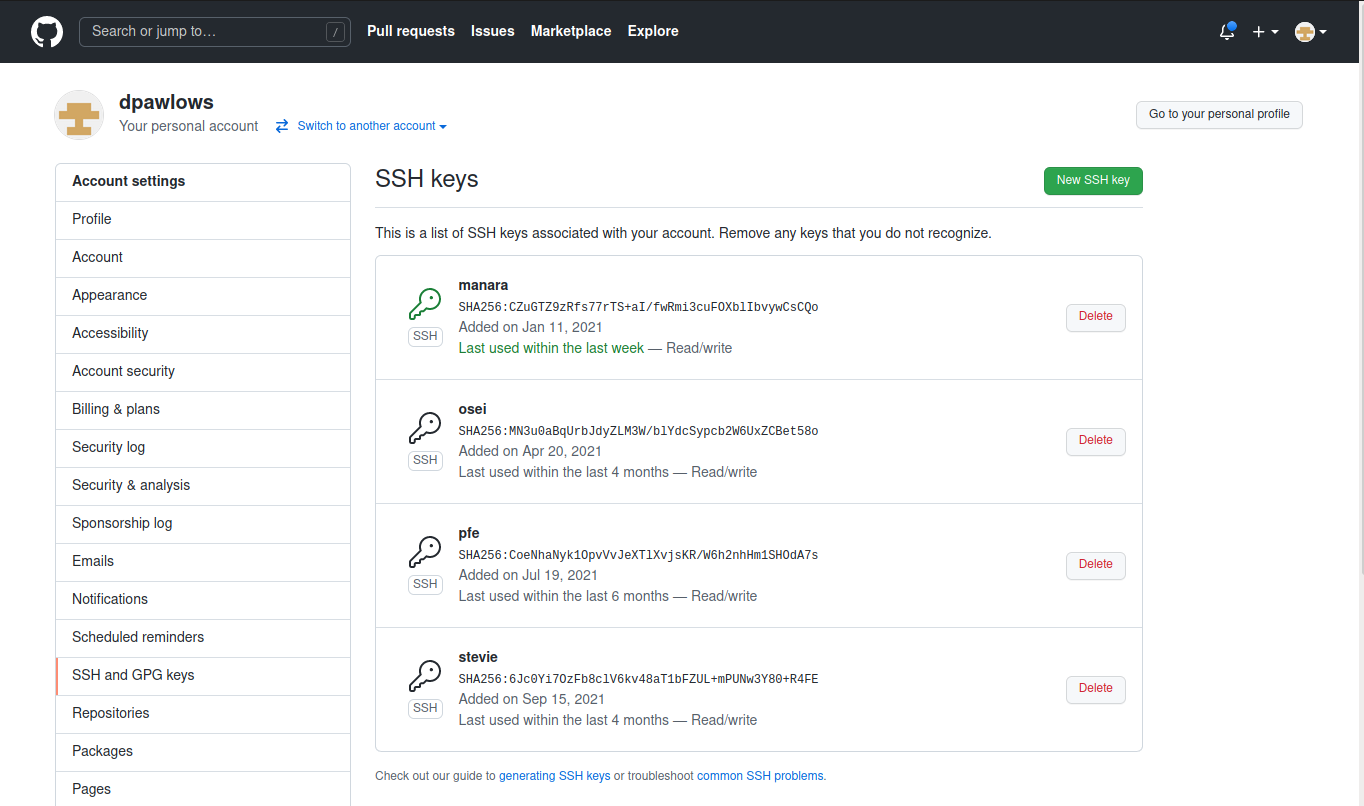 Search or jump to… /
Pull requests Issues Marketplace Explore
dpawlows
Your personal account Switch to another account
Go to your personal profile
Account settings
Profile
Account
Appearance
Accessibility
Account security
Billing & plans
Security log
Security & analysis
Sponsorship log
Emails
Notifications
Scheduled reminders
SSH and GPG keys
Repositories
Packages
Pages
SSH keys
New SSH key
This is a list of SSH keys associated with your account. Remove any keys that you do not recognize.
manara
SHA256:CZuGTZ9zRfs77rTS+aI/fwRmi3cuFOXblIbvywCsCQo
Added on Jan 11, 2021
Last used within the last week — Read/write
SSH
Delete
osei
SHA256:MN3u0aBqUrbJdyZLM3W/blYdcSypcb2W6UxZCBet58o
Added on Apr 20, 2021
Last used within the last 4 months — Read/write
SSH
Delete
pfe
SHA256:CoeNhaNyk1OpvVvJeXTlXvjsKR/W6h2nhHm1SHOdA7s
Added on Jul 19, 2021
Last used within the last 6 months — Read/write
SSH
Delete
stevie
SHA256:6Jc0Yi7OzFb8clV6kv48aT1bFZUL+mPUNw3Y80+R4FE
Added on Sep 15, 2021
Last used within the last 4 months — Read/write
SSH
Delete
Check out our guide to generating SSH keys or troubleshoot common SSH problems.